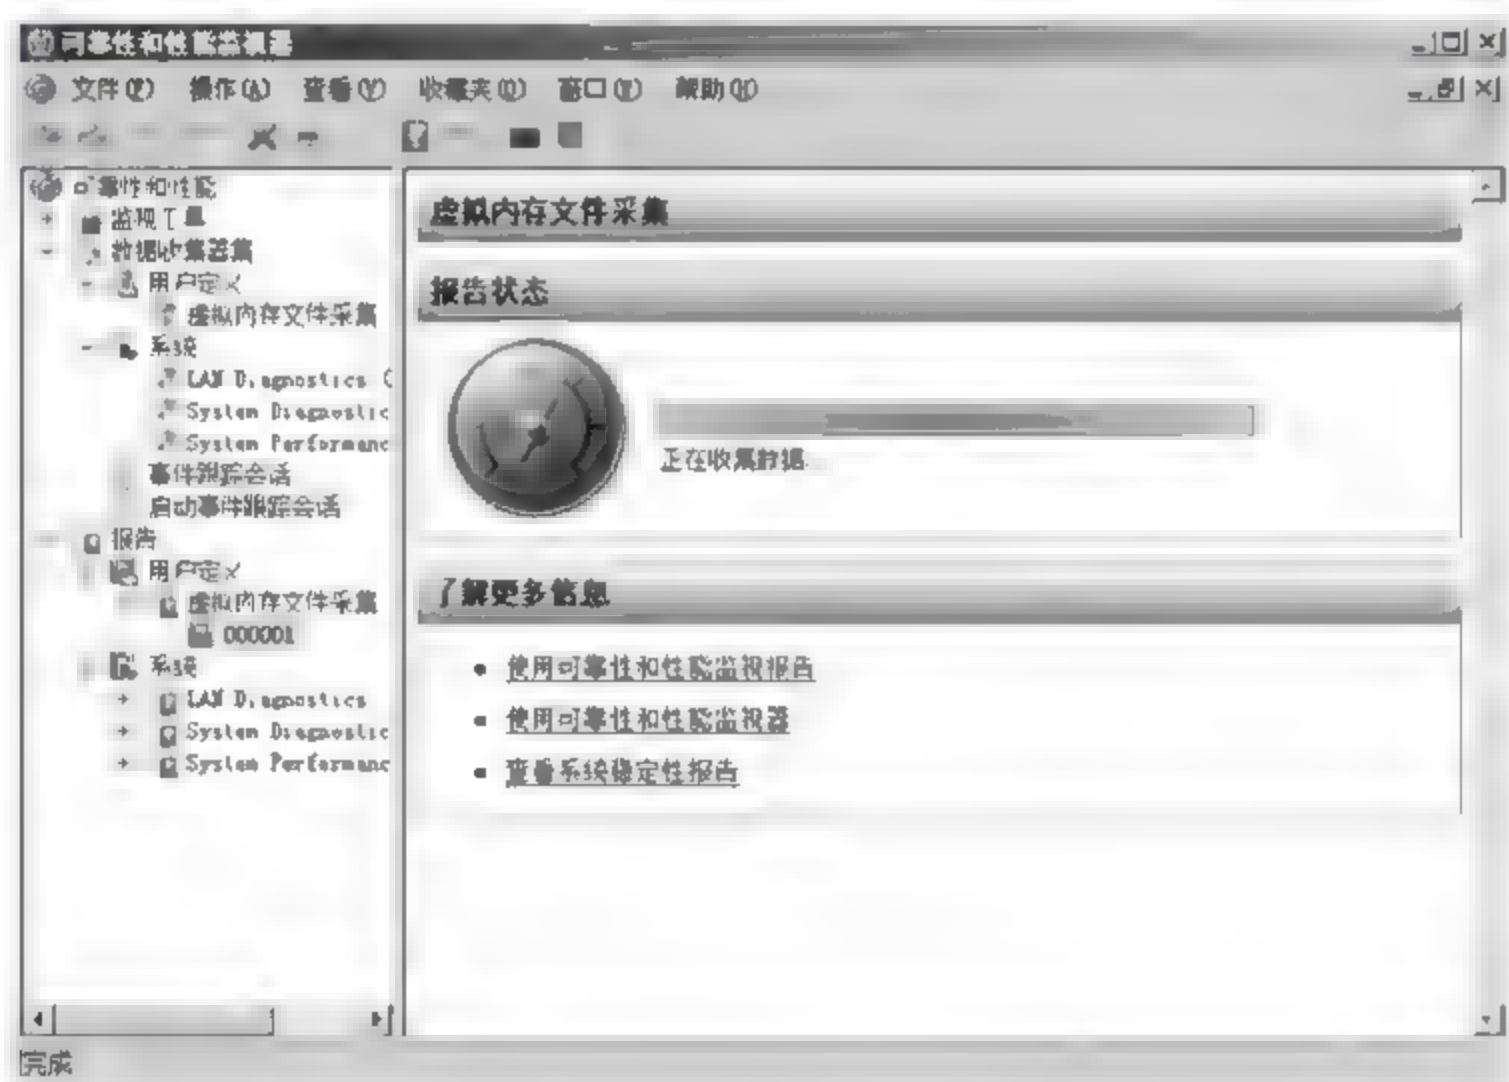 可靠性和性能监视器
文件(F) 操作(A) 查看(V) 收藏夹(O) 窗口(W) 帮助(H)
可靠性和性能
监视工具
数据收集器集
用户定义
虚拟内存文件采集
系统
LAN Diagnostics (
System Diagnostic
System Performanc
事件跟踪会话
启动事件跟踪会话
报告
用户定义
虚拟内存文件采集
000001
系统
LAN Diagnostics
System Diagnostic
System Performanc
虚拟内存文件采集
报告状态
正在收集数据...
了解更多信息
使用可靠性和性能监视报告
使用可靠性和性能监视器
查看系统稳定性报告
完成